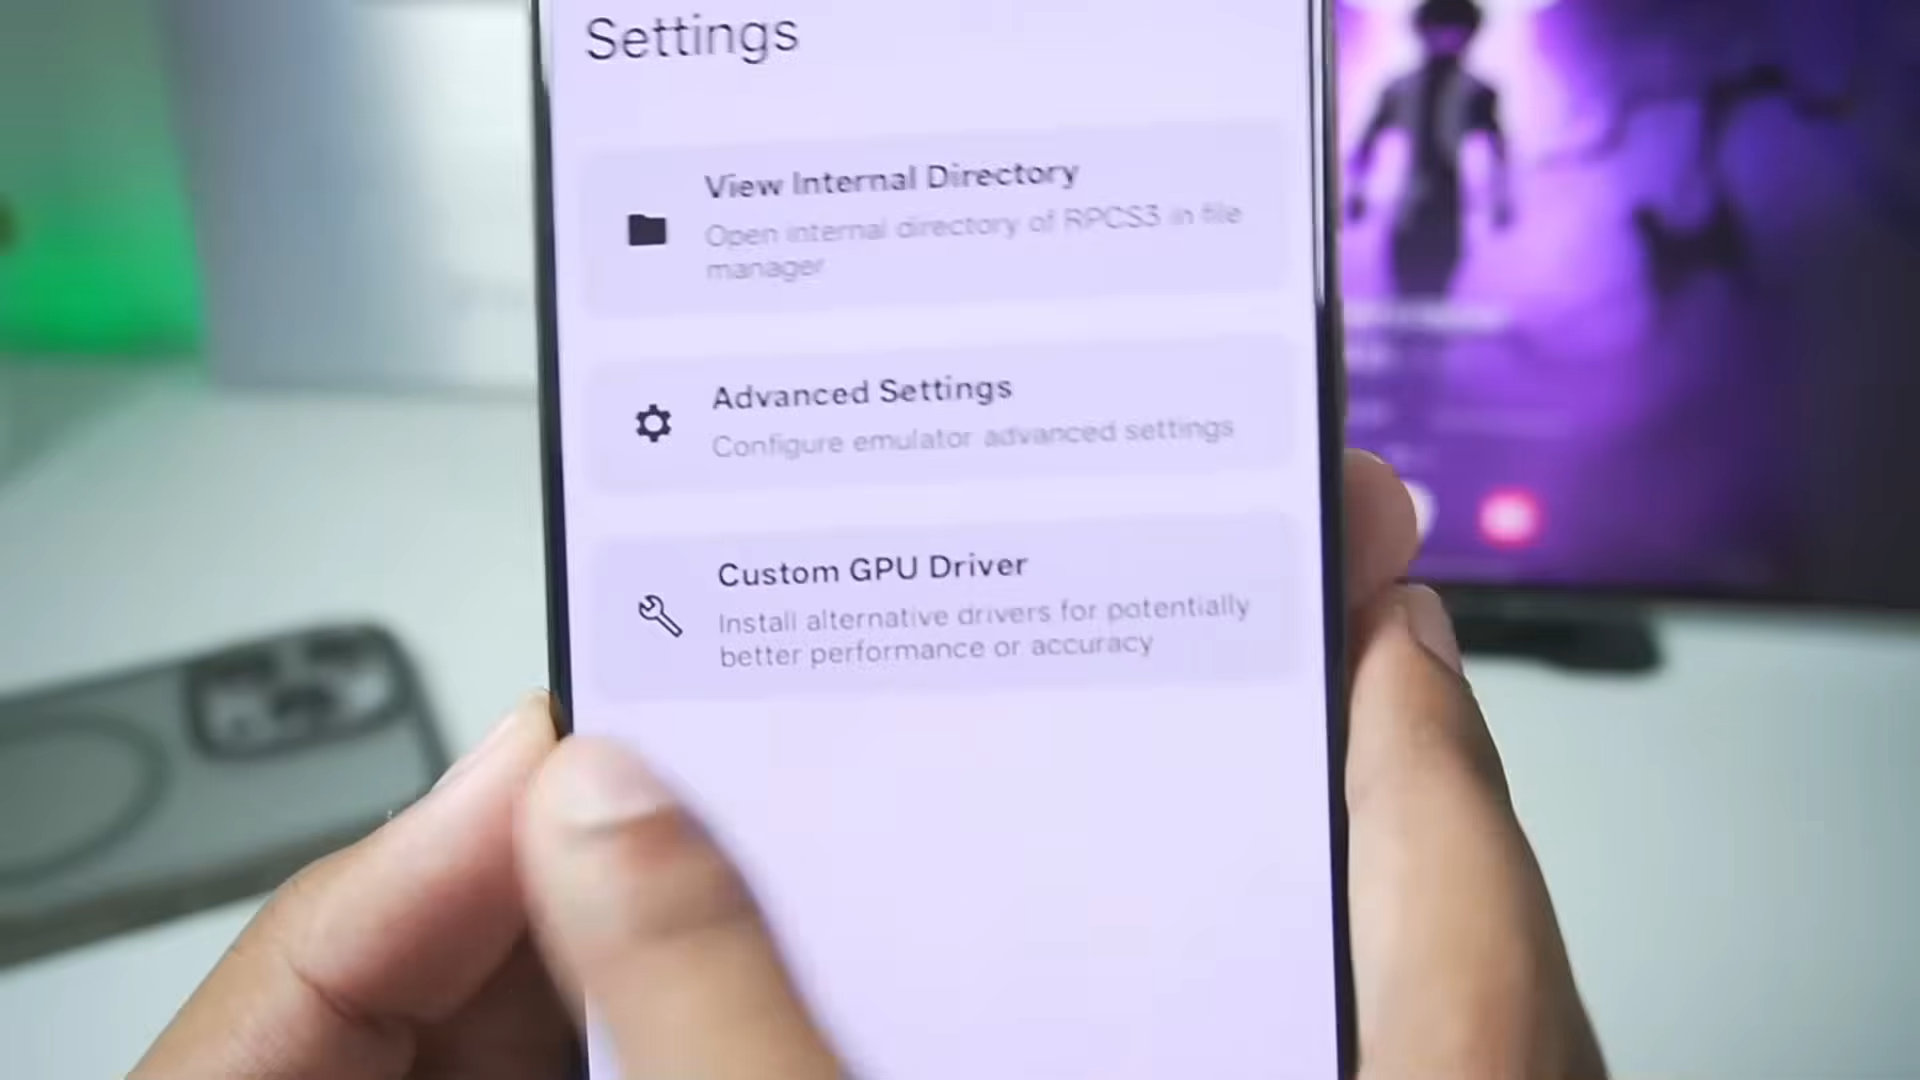 Settings
View Internal Directory
Open internal directory of RPCS3 in file
manager
Advanced Settings
Configure emulator advanced settings
Custom GPU Driver
Install alternative drivers for potentially
better performance or accuracy